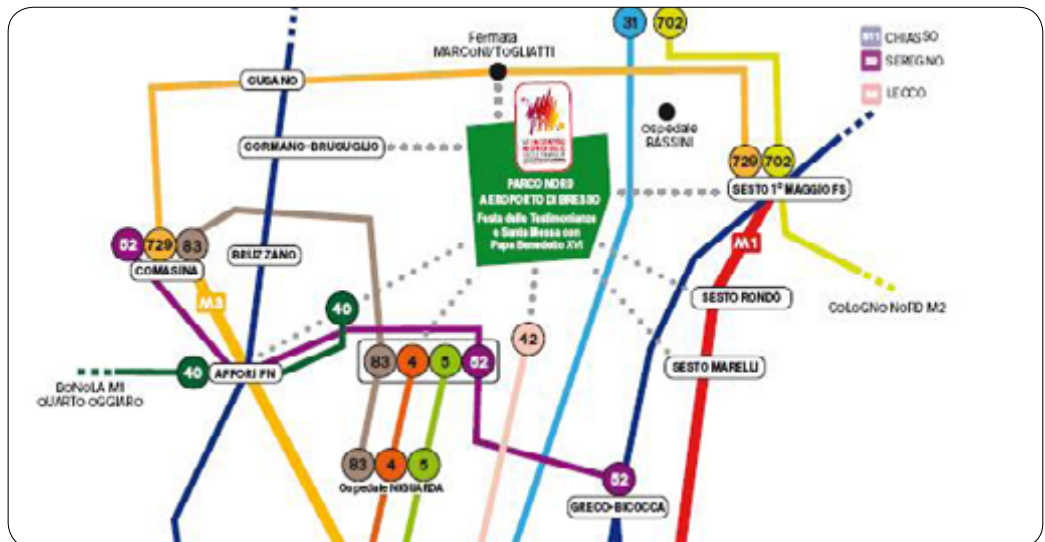 31
702
Fermata
MARCONI/TOGLIATTI
S11 CHIASSO
S9 SEREGNO
LECCO
CUSANO
CORMANO-BRUSUGLIO
Ospedale
BASSINI
729
702
SESTO 1° MAGGIO FS
PARCO NORD
AEROPORTO DI BRESSO
Festa delle Testimonianze
e Santa Messa con
Papa Benedetto XVI
52
729
83
COMASINA
BRUZZANO
M1
M3
SESTO RONDÒ
COLOGNO NORD M2
40
42
83
4
5
52
SESTO MARELLI
40
AFFORI FN
BONOLA M1
QUARTO OGGIARO
83
4
5
Ospedale NIGUARDA
52
GRECO-BICOCCA